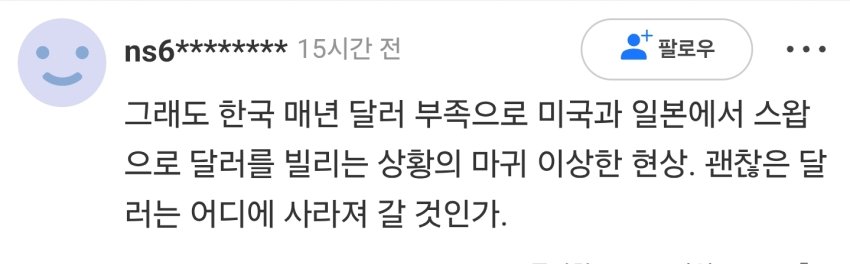 ns6******** 15시간 전 팔로우
그래도 한국 매년 달러 부족으로 미국과 일본에서 스왑
으로 달러를 빌리는 상황의 마귀 이상한 현상. 괜찮은 달
러는 어디에 사라져 갈 것인가.